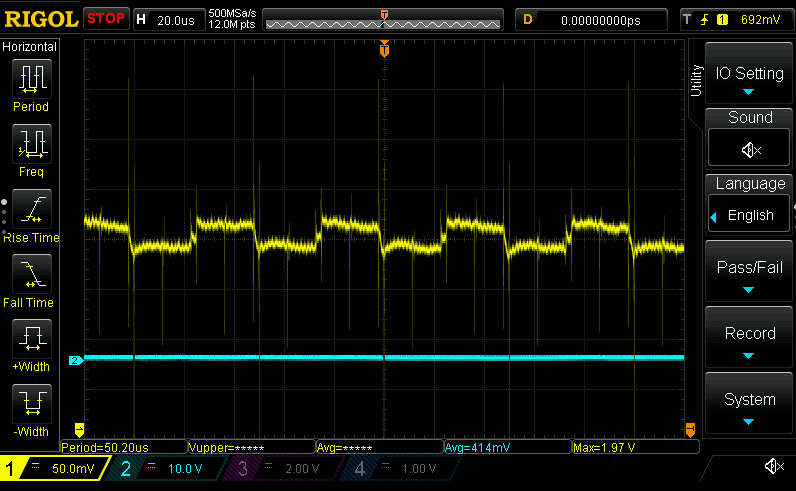 RIGOL STOP H 20.0us 500MSa/s 12.0M pts D 0.00000000ps T 1 692mV
T
Horizontal
Period
Freq
Rise Time
Fall Time
+Width
-Width
Utility
IO Setting
Sound
Language
English
Pass/Fail
Record
System
2
T
Period=50.20us Vupper=***** Avg=***** Avg=414mV Max=1.97 V
1 50.0mV 2 10.0 V 3 2.00 V 4 1.00 V